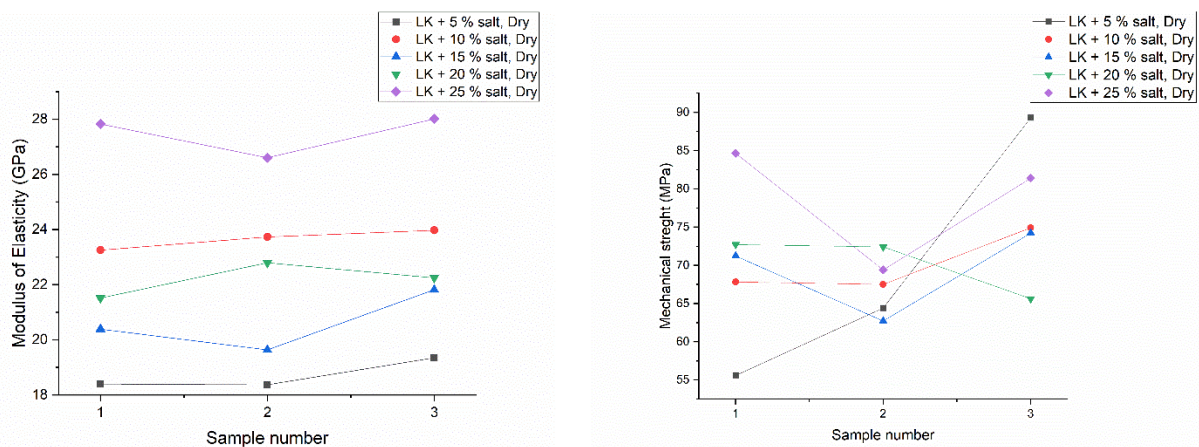 LK + 5 % salt, Dry
LK + 10 % salt, Dry
LK + 15 % salt, Dry
LK + 20 % salt, Dry
LK + 25 % salt, Dry
Modulus of Elasticity (GPa)
28
26
24
22
20
18
1
2
3
Sample number
LK + 5 % salt, Dry
LK + 10 % salt, Dry
LK + 15 % salt, Dry
LK + 20 % salt, Dry
LK + 25 % salt, Dry
Mechanical streght (MPa)
90
85
80
75
70
65
60
55
1
2
3
Sample number